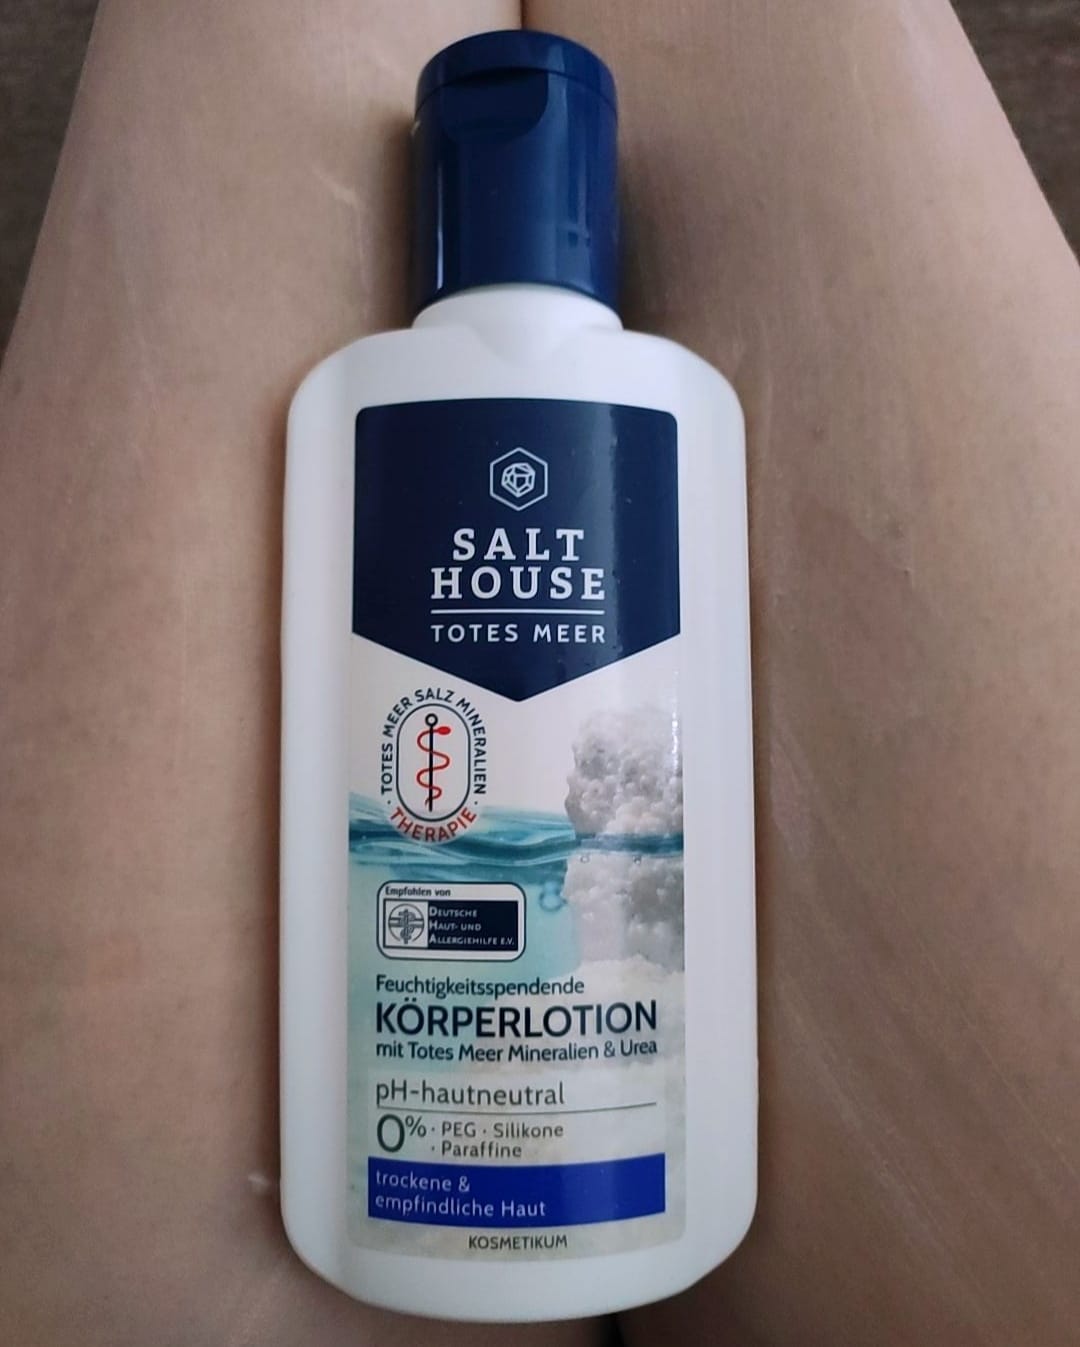 SALT
HOUSE
TOTES MEER
· TOTES MEER SALZ MINERALIEN ·
THERAPIE
Empfohlen von
DEUTSCHE
HAUT- UND
ALLERGIEHILFE E.V.
Feuchtigkeitsspendende
KÖRPERLOTION
mit Totes Meer Mineralien & Urea
pH-hautneutral
0% · PEG · Silikone
· Paraffine
trockene &
empfindliche Haut
KOSMETIKUM